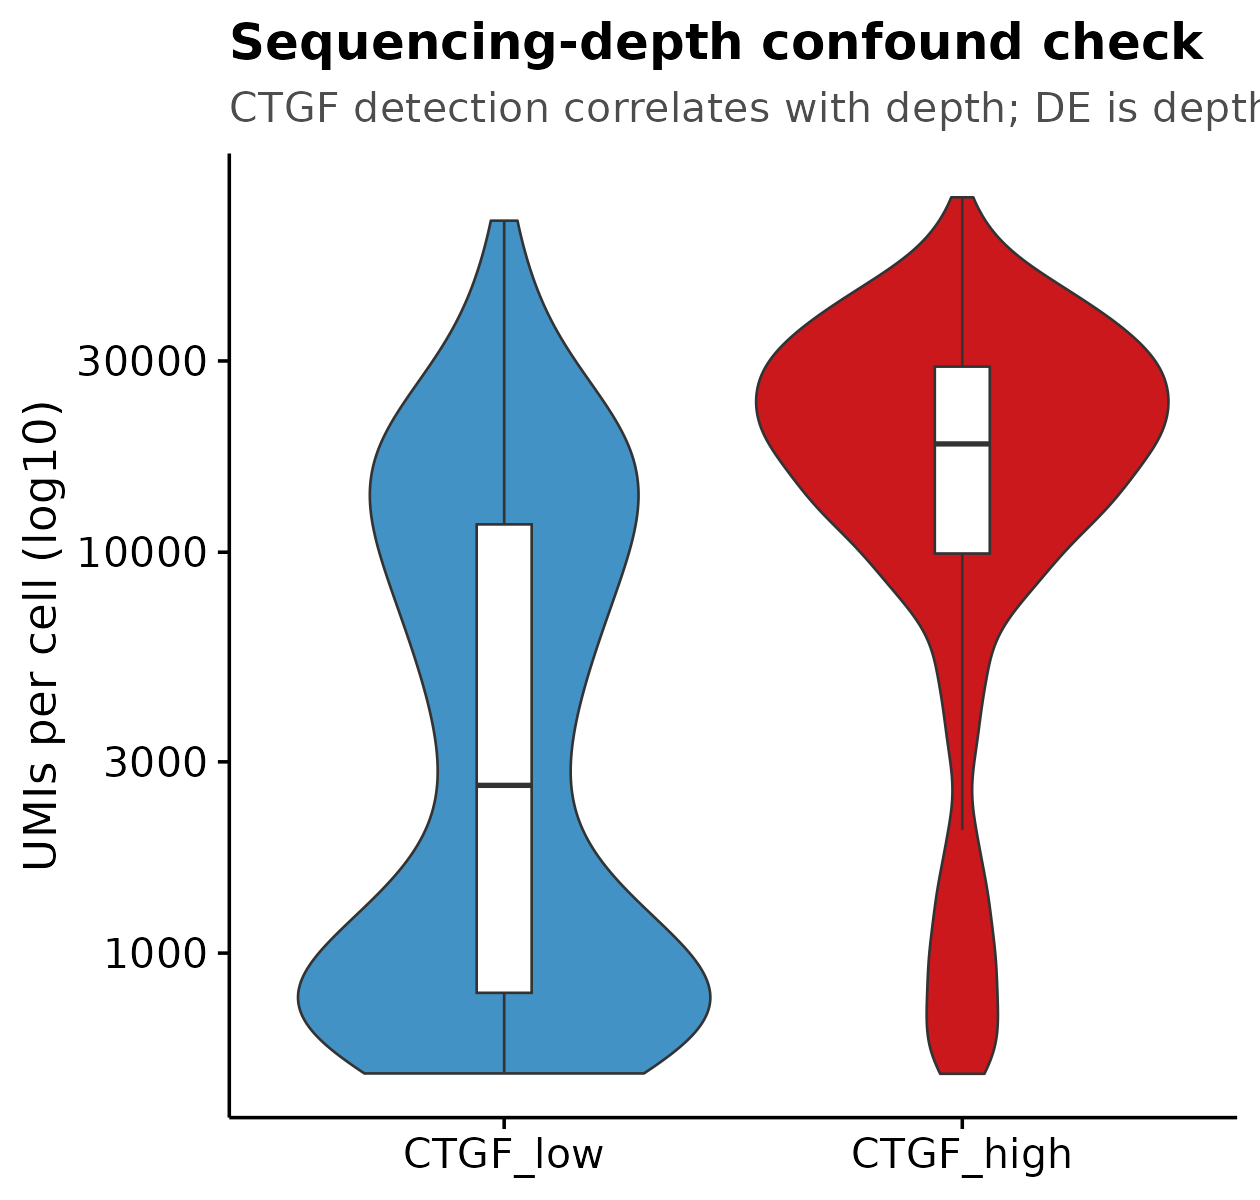 Sequencing-depth confound check
CTGF detection correlates with depth; DE is depth
UMIs per cell (log10)
30000
10000
3000
1000
CTGF_low
CTGF_high